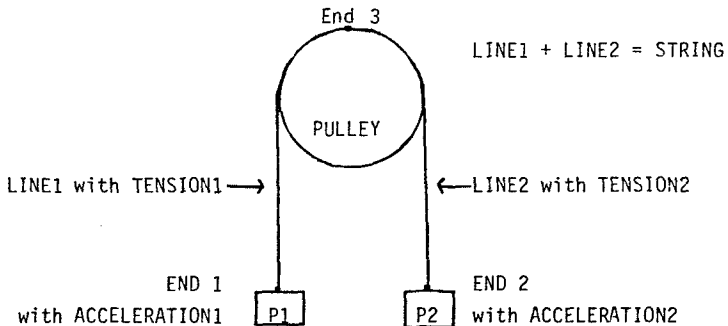 End 3
LINE1 + LINE2 = STRING
PULLEY
LINE1 with TENSION1
LINE2 with TENSION2
END 1
with ACCELERATION1
P1
P2
END 2
with ACCELERATION2